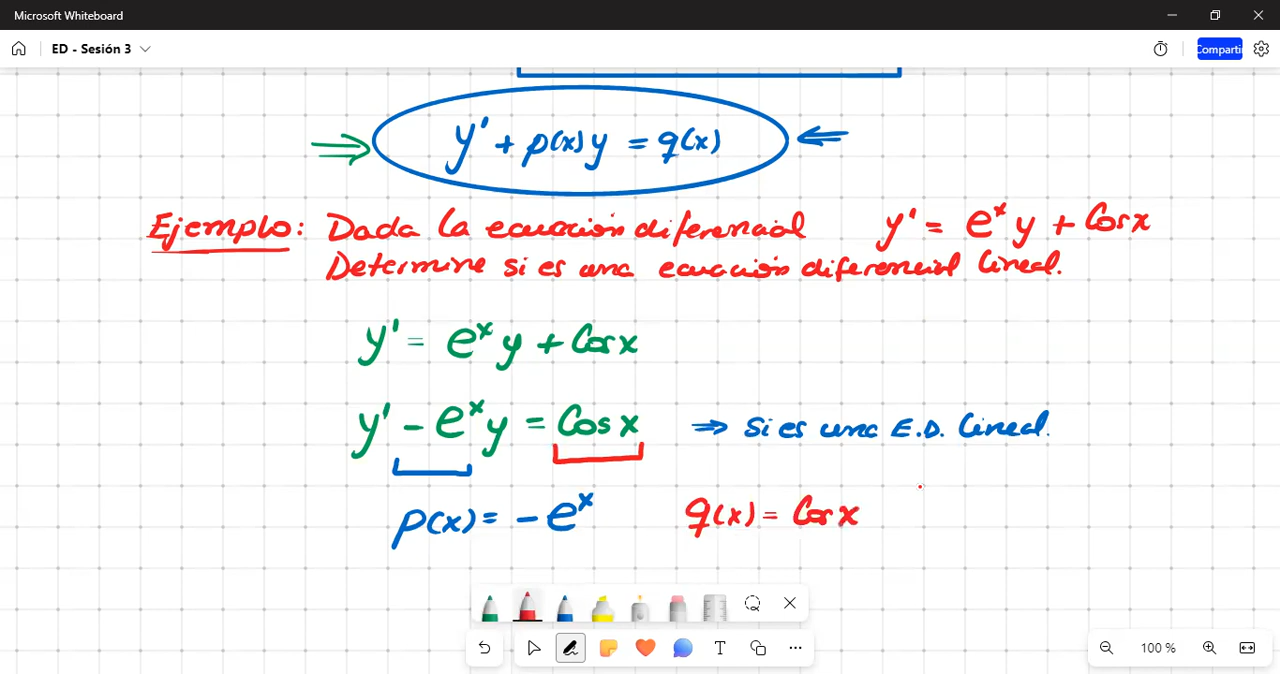 Microsoft Whiteboard
ED - Sesión 3
Comparti
y' + p(x)y = q(x)
Ejemplo: Dada la ecuación diferencial y' = e^x y + Cos x
Determine si es una ecuación diferencial lineal.
y' = e^x y + Cos x
y' - e^x y = Cos x ⇒ Si es una E.D. lineal.
p(x) = - e^x q(x) = Cos x
T
100 %